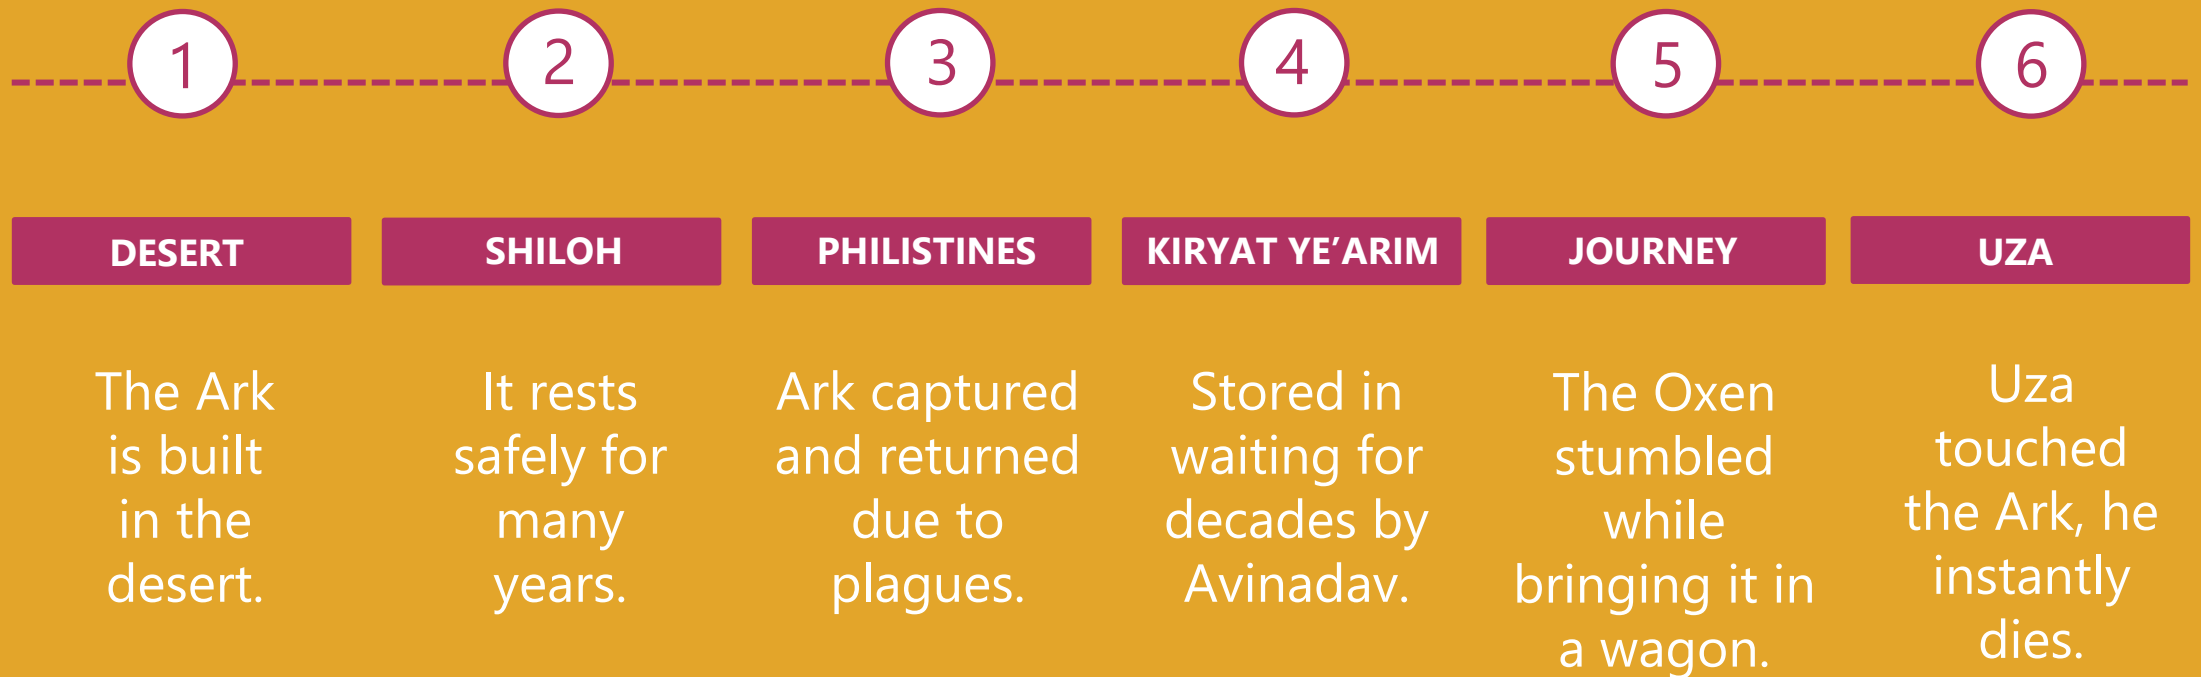 1
2
3
4
5
6
DESERT
SHILOH
PHILISTINES
KIRYAT YE’ARIM
JOURNEY
UZA
The Ark
is built
in the
desert.
It rests
safely for
many
years.
Ark captured
and returned
due to
plagues.
Stored in
waiting for
decades by
Avinadav.
The Oxen
stumbled
while
bringing it in
a wagon.
Uza
touched
the Ark, he
instantly
dies.